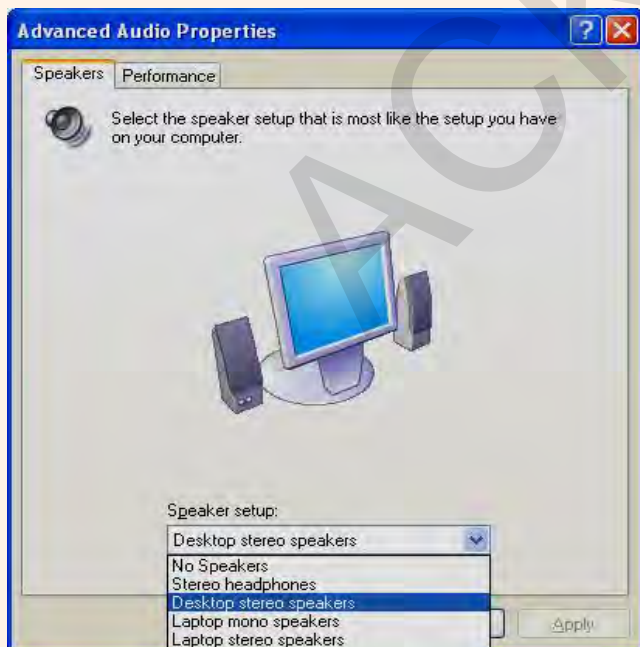 Advanced Audio Properties
Speakers
Performance
Select the speaker setup that is most like the setup you have
on your computer.
Speaker setup:
Desktop stereo speakers
No Speakers
Stereo headphones
Desktop stereo speakers
Laptop mono speakers
Laptop stereo speakers
Apply